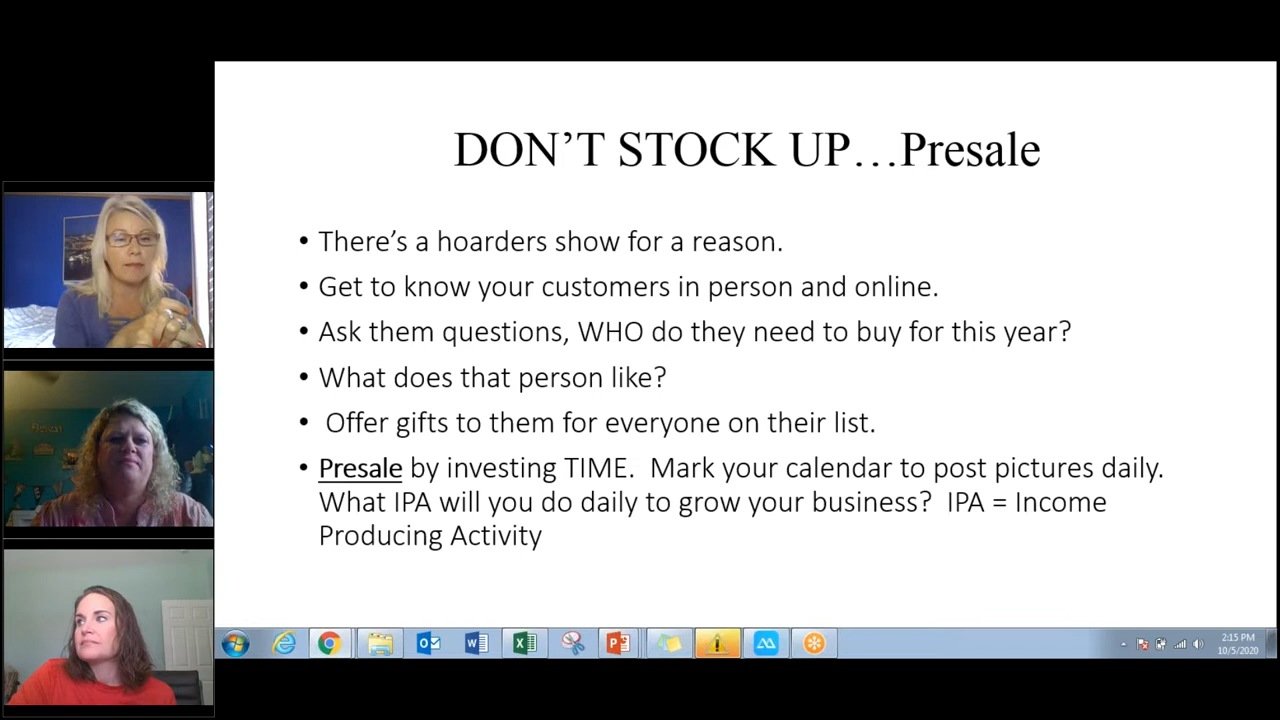 DON’T STOCK UP…Presale
• There’s a hoarders show for a reason.
• Get to know your customers in person and online.
• Ask them questions, WHO do they need to buy for this year?
• What does that person like?
• Offer gifts to them for everyone on their list.
• Presale by investing TIME.  Mark your calendar to post pictures daily.
What IPA will you do daily to grow your business?  IPA = Income
Producing Activity
2:15 PM
10/5/2020